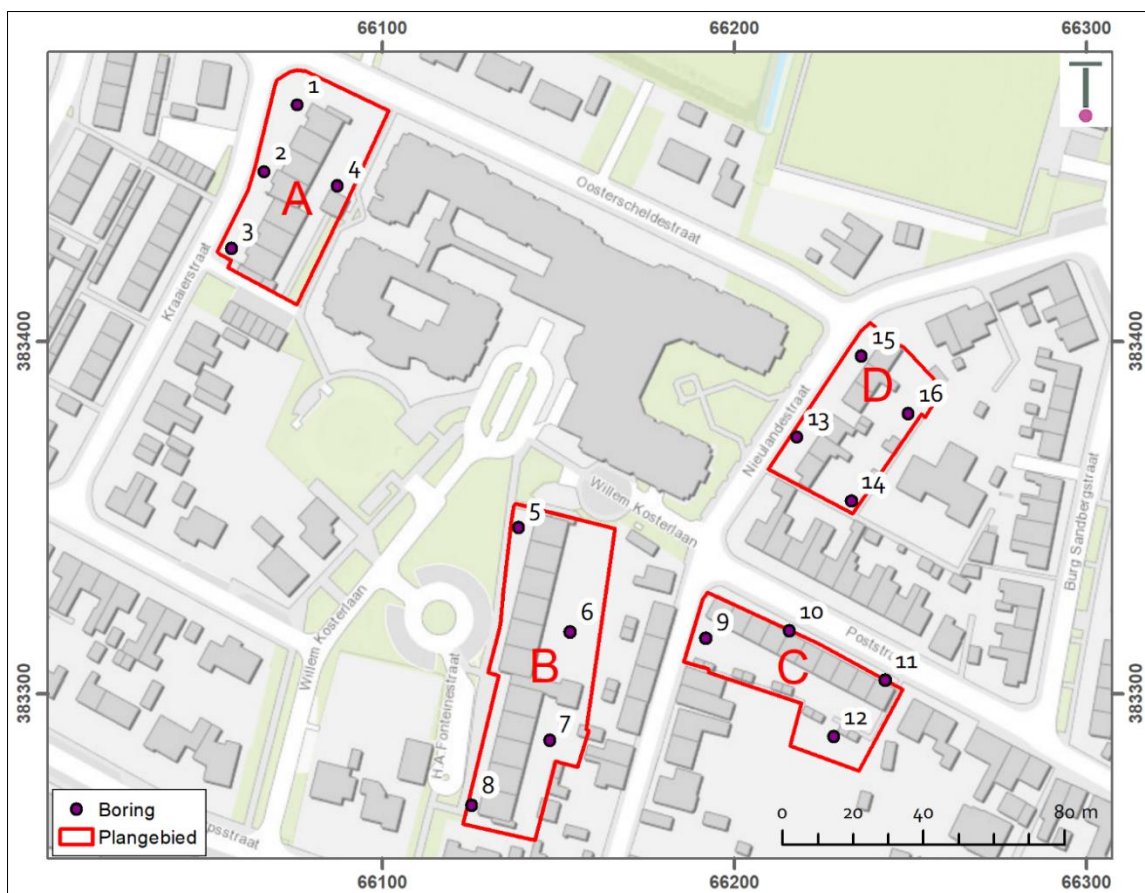 66100
66200
66300
1
2
4
A
3
Oosterscheldestraat
Kraaierstraat
383400
383400
15
D
16
13
Nieulandestraat
14
Willem Kosterlaan
5
Burg Sandbergstraat
6
9
10
Poststr
11
B
C
Willem Kosterlaan
7
12
H.A Fonteinestraat
383300
383300
8
Boring
Plangebied
psstraat
0 20 40 80 m
66100
66200
66300